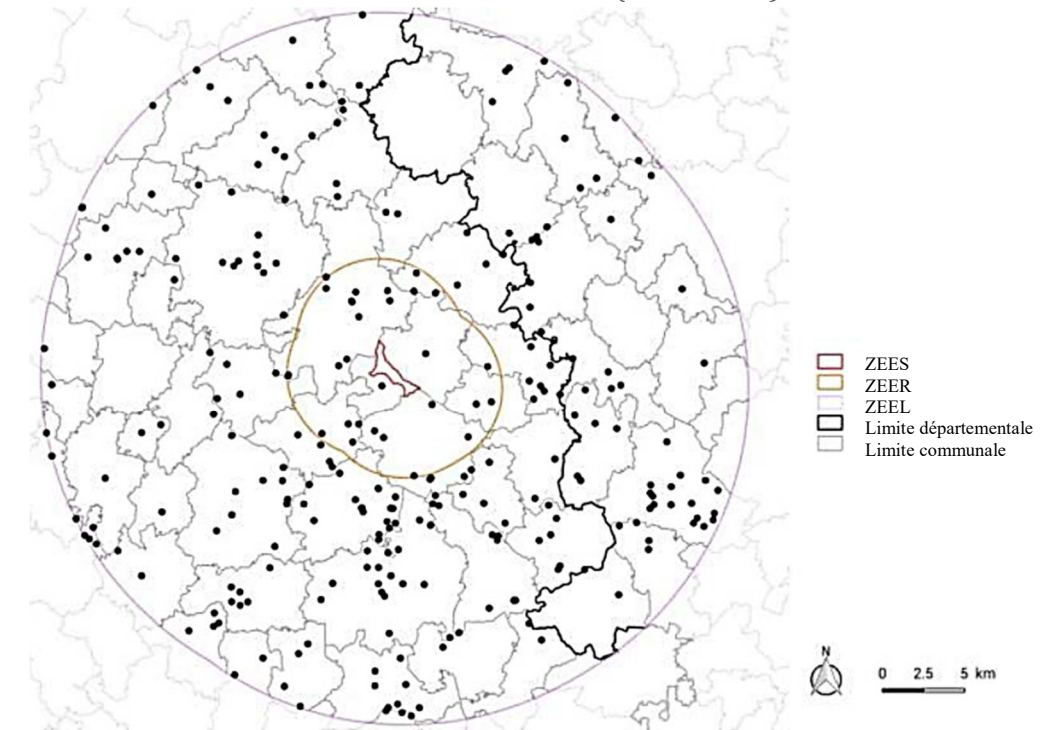 ZEES
ZEER
ZEEL
Limite départementale
Limite communale
N
0 2.5 5 km